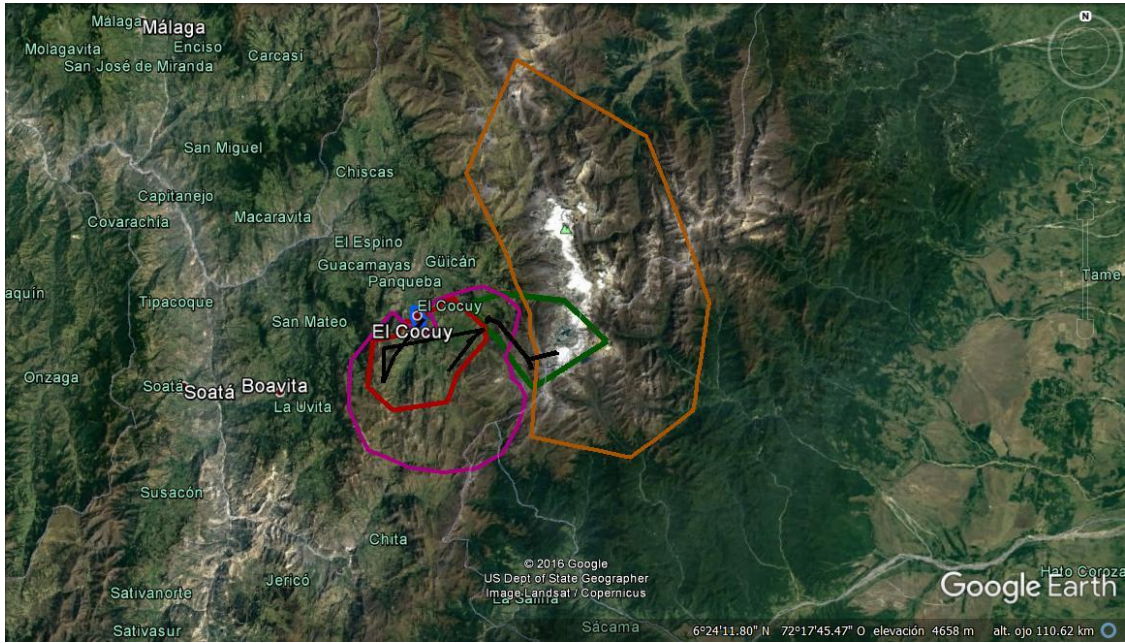 Málaga
Málaga
Molagavita
Enciso
Carcasi
San José de Miranda
N
San Miguel
Chiscas
Capitanejo
Macaravita
Covarachía
El Espino
Guacamayas
Güicán
Panqueba
Tame
aquín
Tipacoque
El Cocuy
San Mateo
El Cocuy
Onzaga
Soatá
Soatá
Boavita
La Uvita
Susacón
Chita
© 2016 Google
US Dept of State Geographer
Image Landsat / Copernicus
Jericó
Hato Coroza
Google Earth
Sativanorte
La Salina
Sácama
Sativasur
6°24'11.80" N 72°17'45.47" O elevación 4658 m alt. ojo 110.62 km